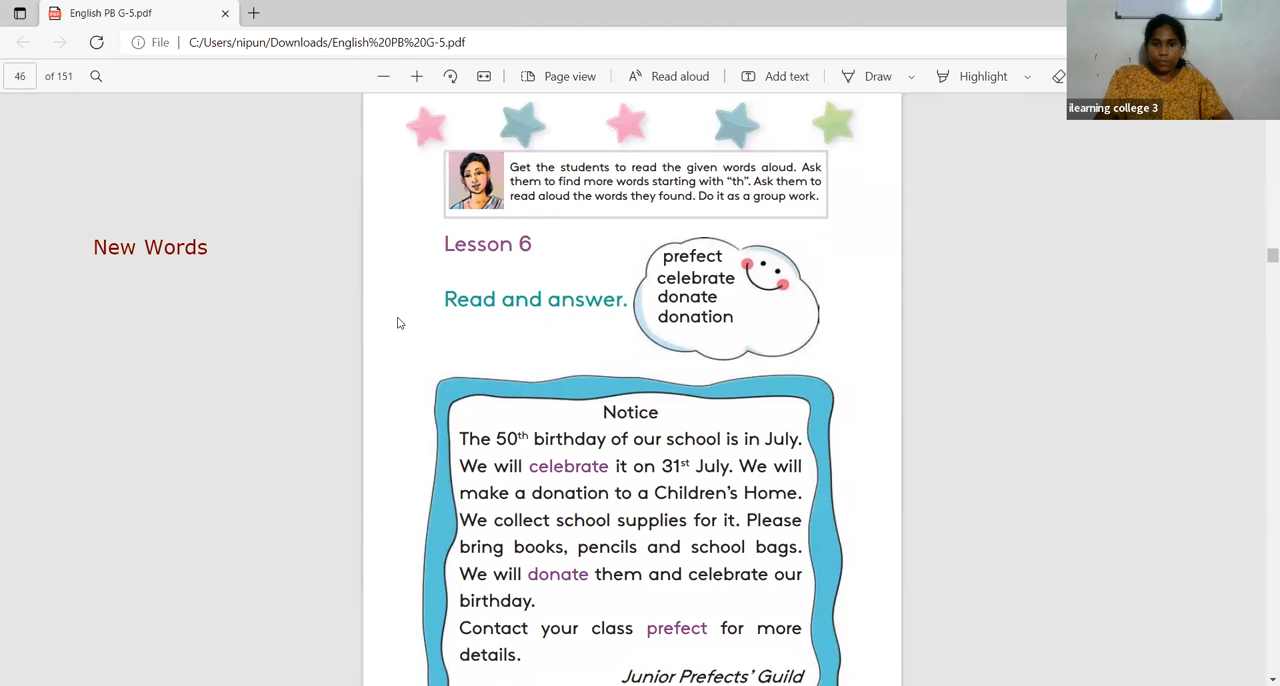 English PB G-5.pdf
File
C:/Users/nipun/Downloads/English%20PB%20G-5.pdf
46 of 151
Page view
Read aloud
Add text
Draw
Highlight
ilearning college 3
Get the students to read the given words aloud. Ask
them to find more words starting with “th”. Ask them to
read aloud the words they found. Do it as a group work.
New Words
Lesson 6
Read and answer.
prefect
celebrate
donate
donation
Notice
The 50th birthday of our school is in July.
We will celebrate it on 31st July. We will
make a donation to a Children’s Home.
We collect school supplies for it. Please
bring books, pencils and school bags.
We will donate them and celebrate our
birthday.
Contact your class prefect for more
details.
Junior Prefects’ Guild